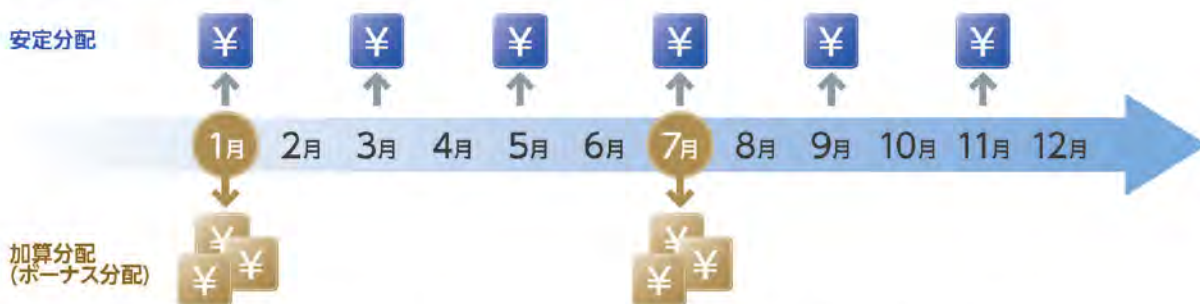 安定分配
¥ ¥ ¥ ¥ ¥ ¥
1月 2月 3月 4月 5月 6月 7月 8月 9月 10月 11月 12月
¥ ¥ ¥ ¥ ¥ ¥
加算分配
(ボーナス分配)